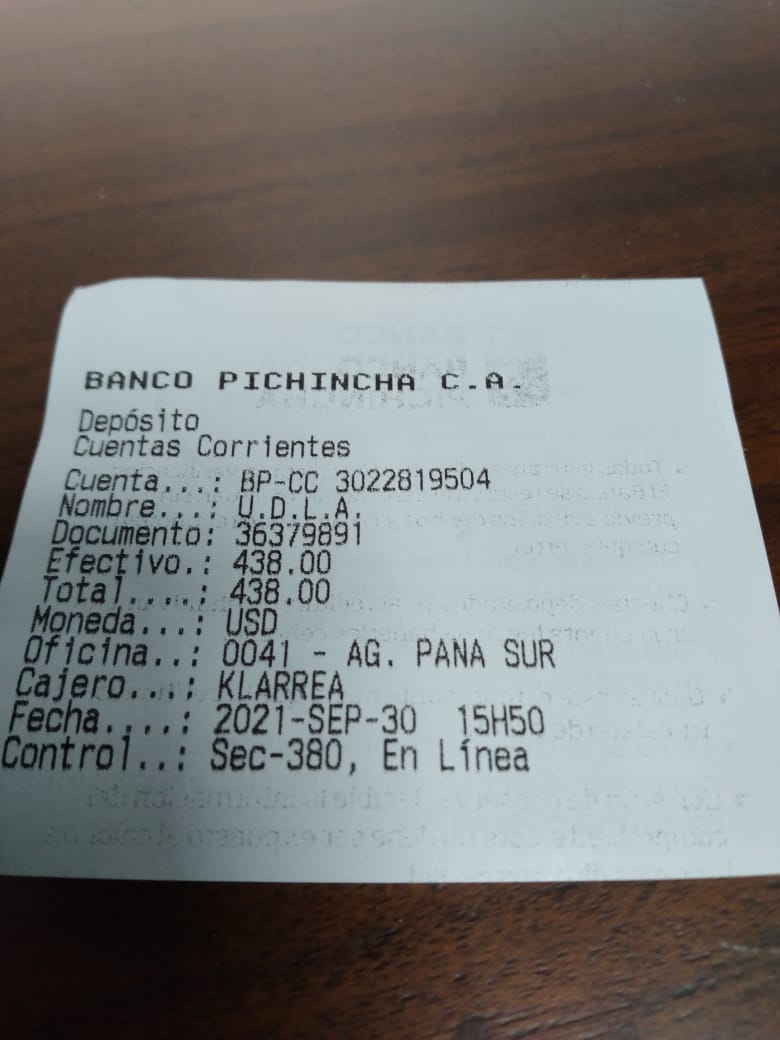 BANCO PICHINCHA C.A.
Depósito
Cuentas Corrientes
Cuenta..: BP-CC 3022819504
Nombre...: U.D.L.A.
Documento: 36379891
Efectivo.: 438.00
Total....: 438.00
Moneda...: USD
Oficina..: 0041 - AG. PANA SUR
Cajero...: KLARREA
Fecha....: 2021-SEP-30 15H50
Control..: Sec-380, En Línea